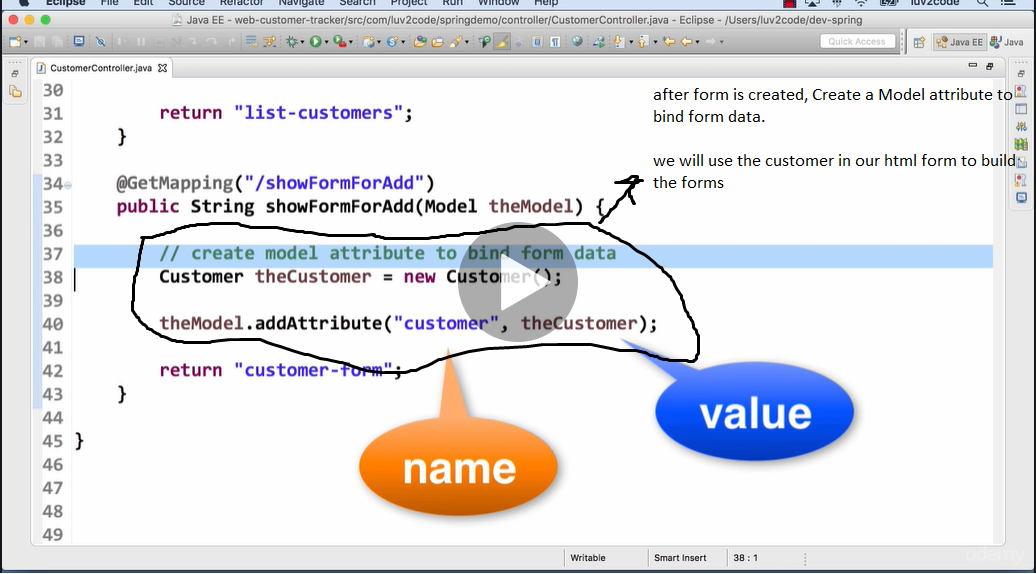 Eclipse File Edit Source Refactor Navigate Search Project Run Window Help luv2code
Java EE - web-customer-tracker/src/com/luv2code/springdemo/controller/CustomerController.java - Eclipse - /Users/luv2code/dev-spring
Quick Access Java EE Java
CustomerController.java
30
31 return "list-customers";
32 }
33
34 @GetMapping("/showFormForAdd")
35 public String showFormForAdd(Model theModel) {
36
37 // create model attribute to bind form data
38 Customer theCustomer = new Customer();
39
40 theModel.addAttribute("customer", theCustomer);
41
42 return "customer-form";
43 }
44
45 }
46
47
48
49
after form is created, Create a Model attribute to
bind form data.
we will use the customer in our html form to build
the forms
value
name
Writable Smart Insert 38 : 1
udemy